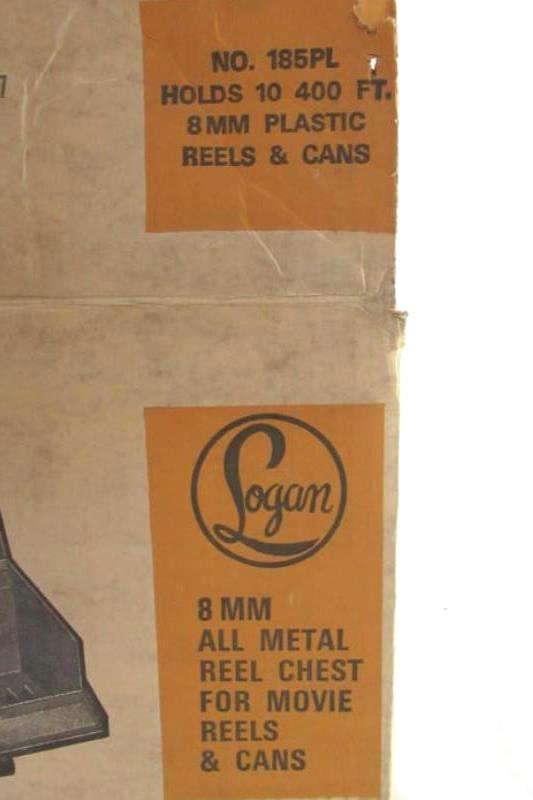 NO. 185PL
HOLDS 10 400 FT.
8MM PLASTIC
REELS & CANS
Logan
8 MM
ALL METAL
REEL CHEST
FOR MOVIE
REELS
& CANS